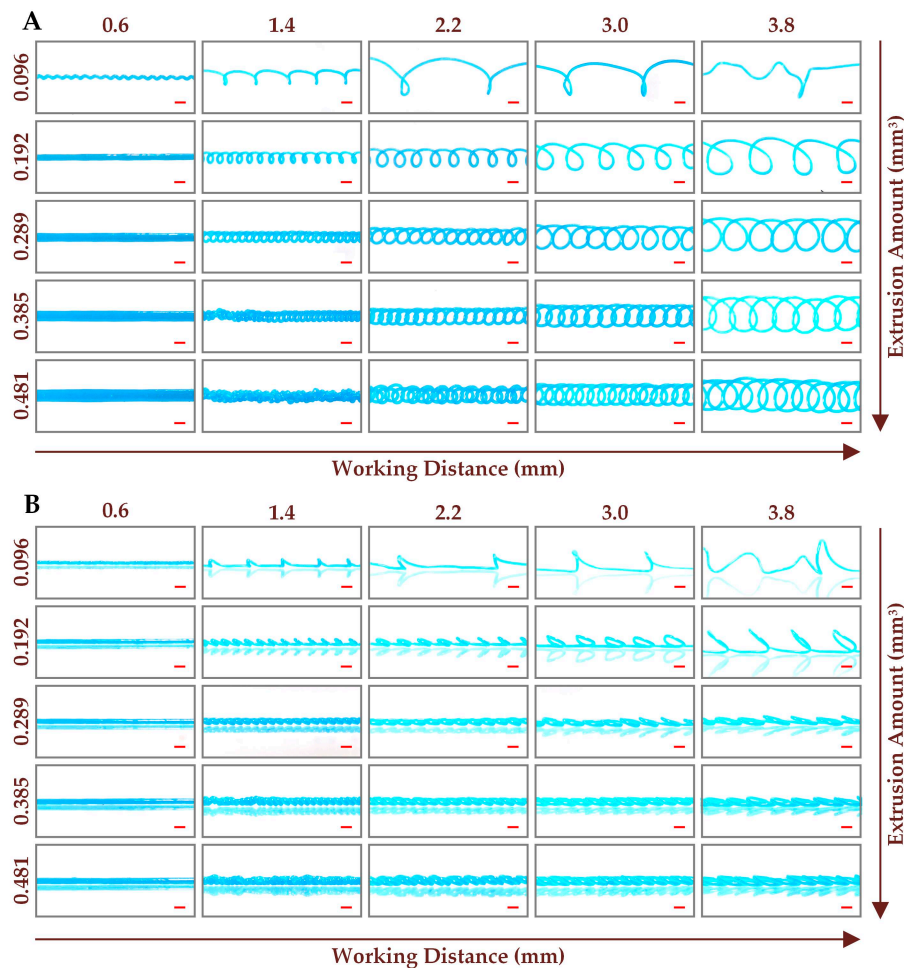 A
0.6 1.4 2.2 3.0 3.8
0.096
0.192
0.289
0.385
0.481
Extrusion Amount (mm³)
Working Distance (mm)
B
0.6 1.4 2.2 3.0 3.8
0.096
0.192
0.289
0.385
0.481
Extrusion Amount (mm³)
Working Distance (mm)